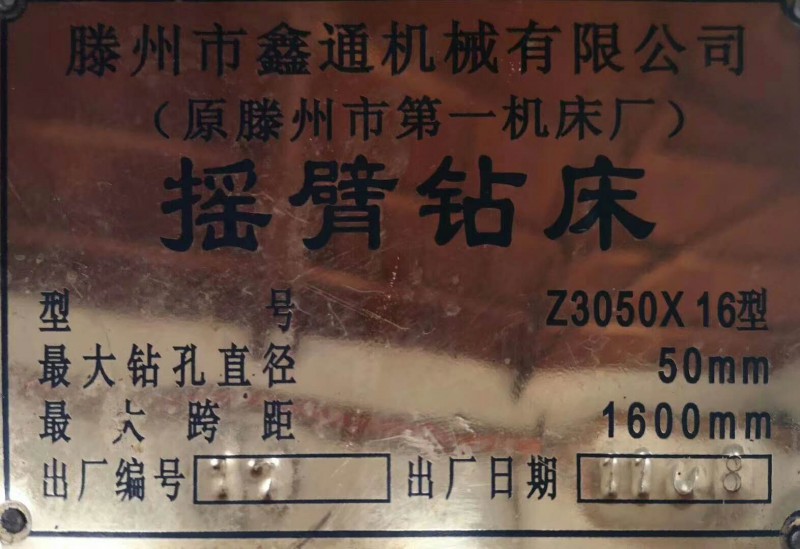 滕州市鑫通机械有限公司
（原滕州市第一机床厂）
摇臂钻床
型号 Z3050X16型
最大钻孔直径 50mm
最大跨距 1600mm
出厂编号 出厂日期